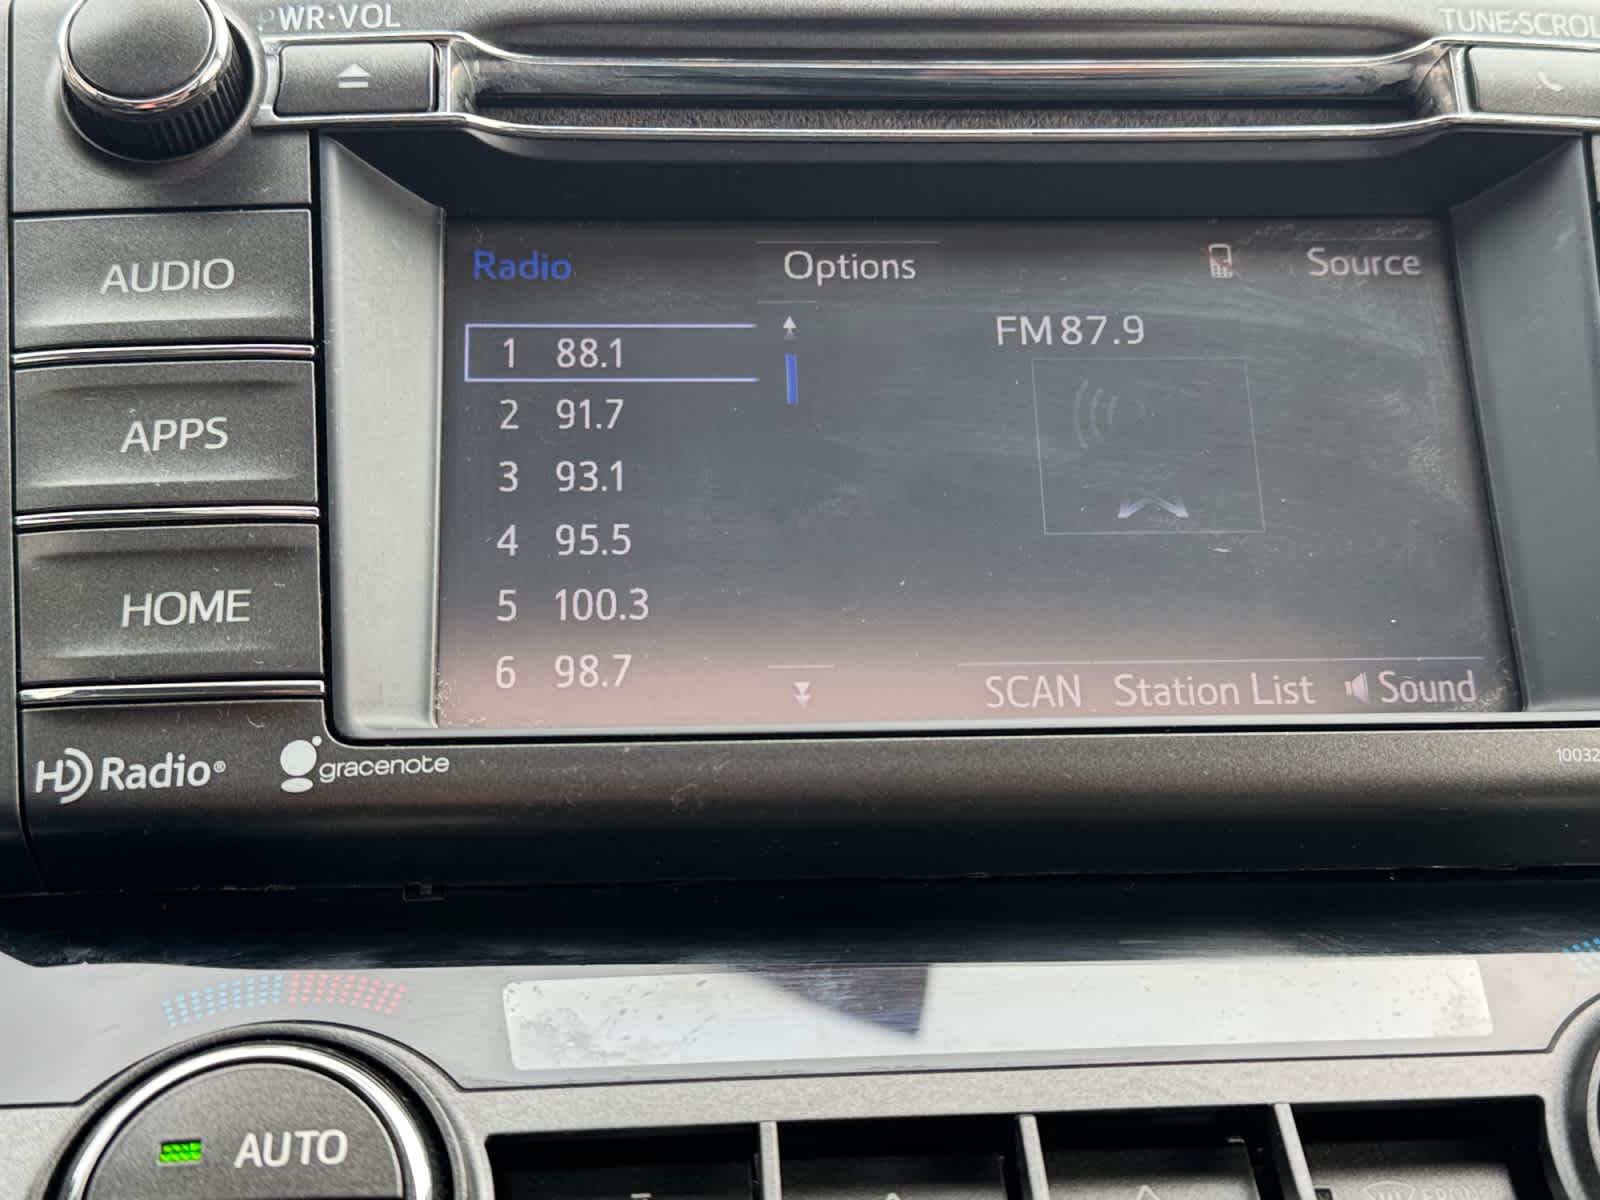 PWR·VOL
TUNE·SCROL
AUDIO
APPS
HOME
Radio
Options
Source
FM 87.9
1 88.1
2 91.7
3 93.1
4 95.5
5 100.3
6 98.7
SCAN
Station List
Sound
HD Radio®
gracenote
10032
AUTO